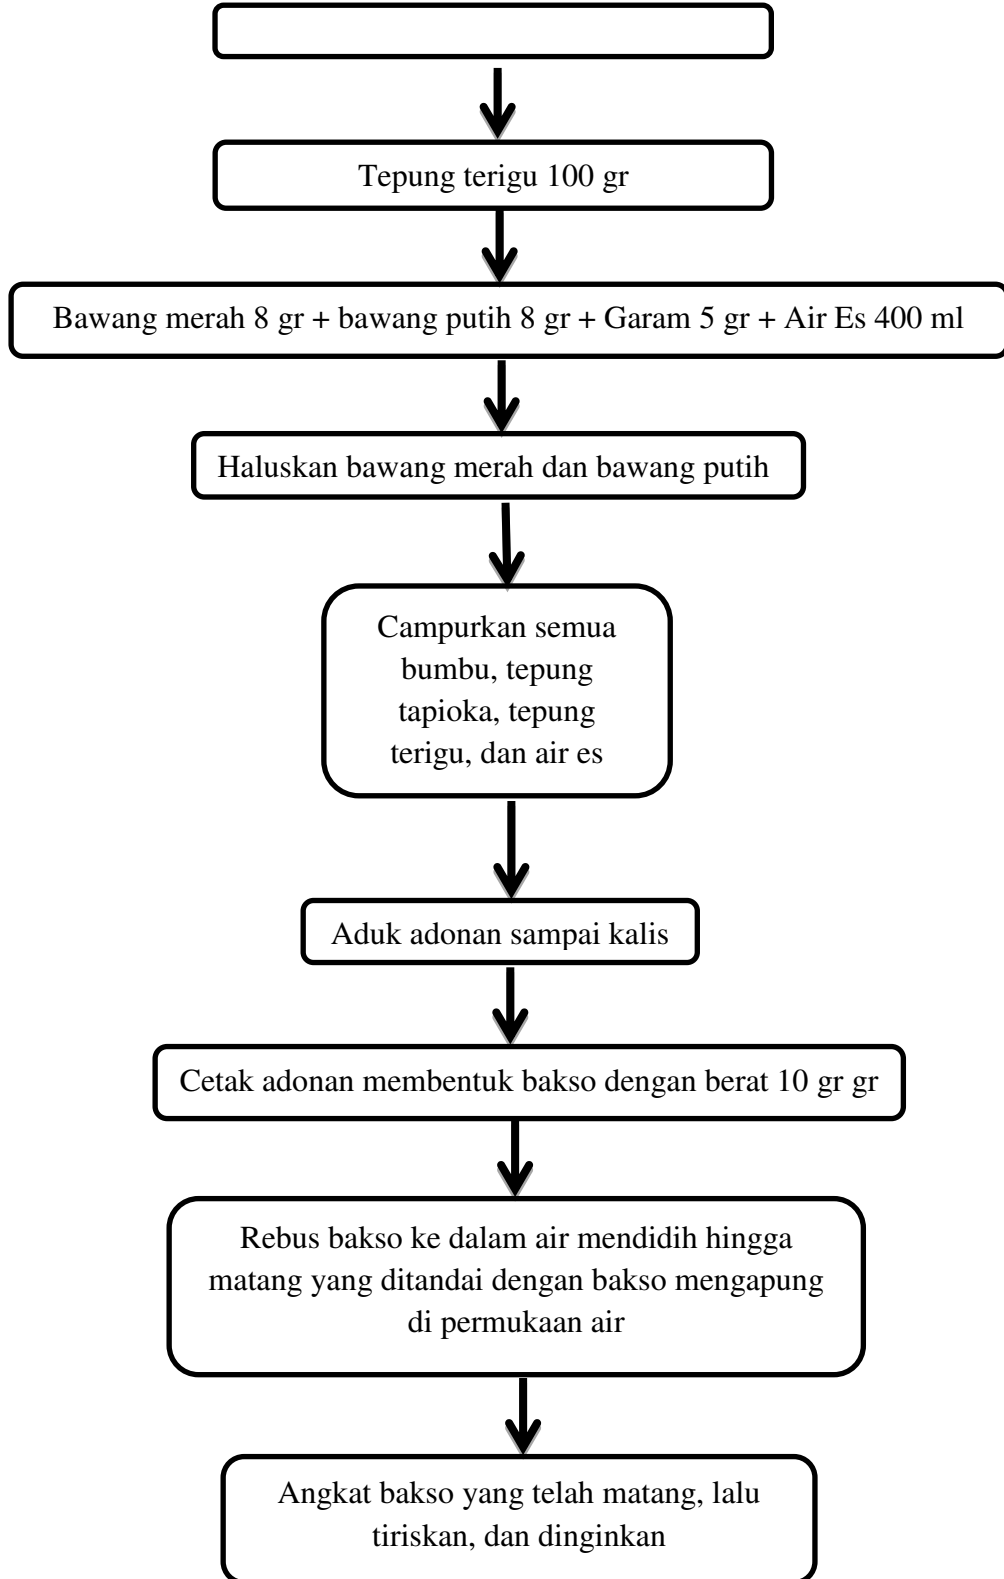 Tepung terigu 100 gr
Bawang merah 8 gr + bawang putih 8 gr + Garam 5 gr + Air Es 400 ml
Haluskan bawang merah dan bawang putih
Campurkan semua
bumbu, tepung
tapioka, tepung
terigu, dan air es
Aduk adonan sampai kalis
Cetak adonan membentuk bakso dengan berat 10 gr gr
Rebus bakso ke dalam air mendidih hingga
matang yang ditandai dengan bakso mengapung
di permukaan air
Angkat bakso yang telah matang, lalu
tiriskan, dan dinginkan